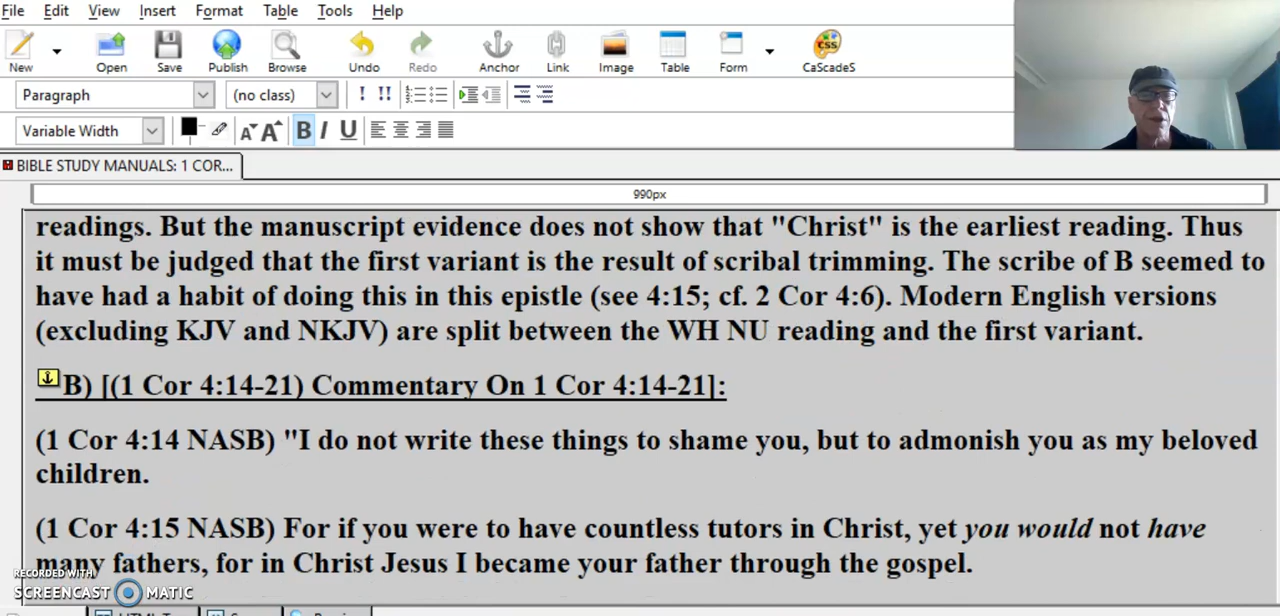 File Edit View Insert Format Table Tools Help
New Open Save Publish Browse Undo Redo Anchor Link Image Table Form CaScadeS
Paragraph (no class) ! !!
Variable Width A A B I U
BIBLE STUDY MANUALS: 1 COR...
990px
readings. But the manuscript evidence does not show that "Christ" is the earliest reading. Thus
it must be judged that the first variant is the result of scribal trimming. The scribe of B seemed to
have had a habit of doing this in this epistle (see 4:15; cf. 2 Cor 4:6). Modern English versions
(excluding KJV and NKJV) are split between the WH NU reading and the first variant.
B) [(1 Cor 4:14-21) Commentary On 1 Cor 4:14-21]:
(1 Cor 4:14 NASB) "I do not write these things to shame you, but to admonish you as my beloved
children.
(1 Cor 4:15 NASB) For if you were to have countless tutors in Christ, yet you would not have
many fathers, for in Christ Jesus I became your father through the gospel.
RECORDED WITH
SCREENCAST MATIC